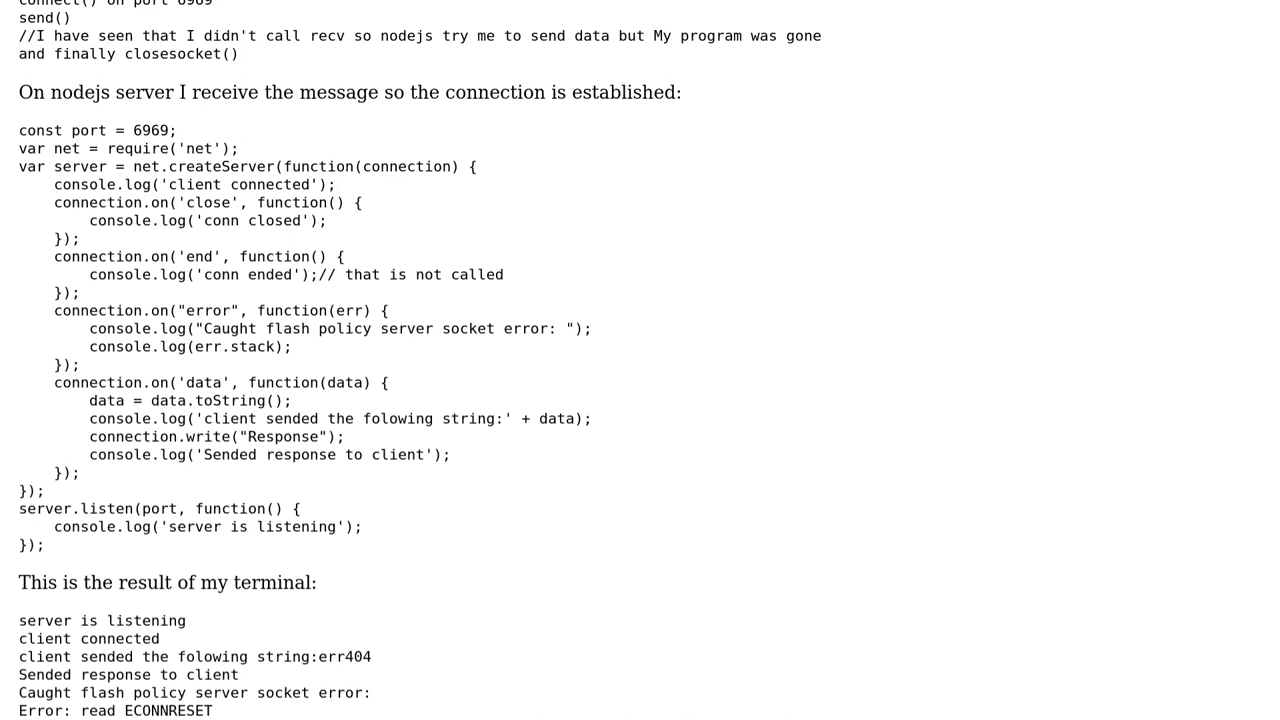 connect() on port 6969
send()
//I have seen that I didn't call recv so nodejs try me to send data but My program was gone
and finally closesocket()
On nodejs server I receive the message so the connection is established:
const port = 6969;
var net = require('net');
var server = net.createServer(function(connection) {
    console.log('client connected');
    connection.on('close', function() {
        console.log('conn closed');
    });
    connection.on('end', function() {
        console.log('conn ended');// that is not called
    });
    connection.on("error", function(err) {
        console.log("Caught flash policy server socket error: ");
        console.log(err.stack);
    });
    connection.on('data', function(data) {
        data = data.toString();
        console.log('client sended the folowing string:' + data);
        connection.write("Response");
        console.log('Sended response to client');
    });
});
server.listen(port, function() {
    console.log('server is listening');
});
This is the result of my terminal:
server is listening
client connected
client sended the folowing string:err404
Sended response to client
Caught flash policy server socket error:
Error: read ECONNRESET